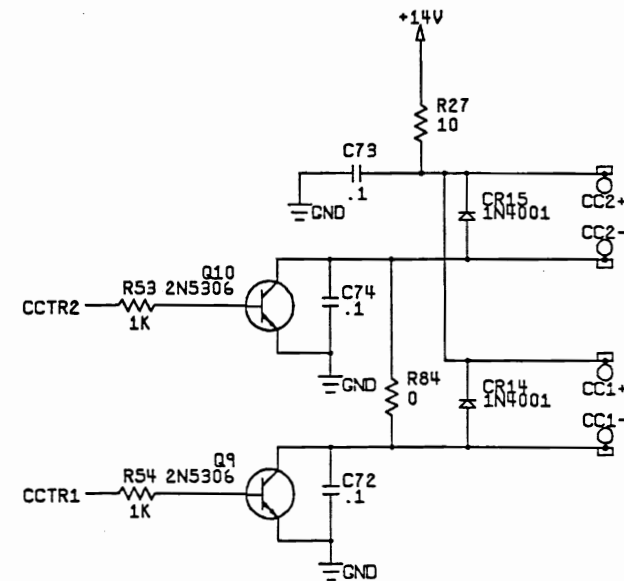 +14V
R27
10
C73
.1
GND
CR15
1N4001
CC2+
CC2-
Q10
R53 2N5306
CCTR2
1K
C74
.1
GND
R84
0
CR14
1N4001
CC1+
CC1-
Q9
R54 2N5306
CCTR1
1K
C72
.1
GND